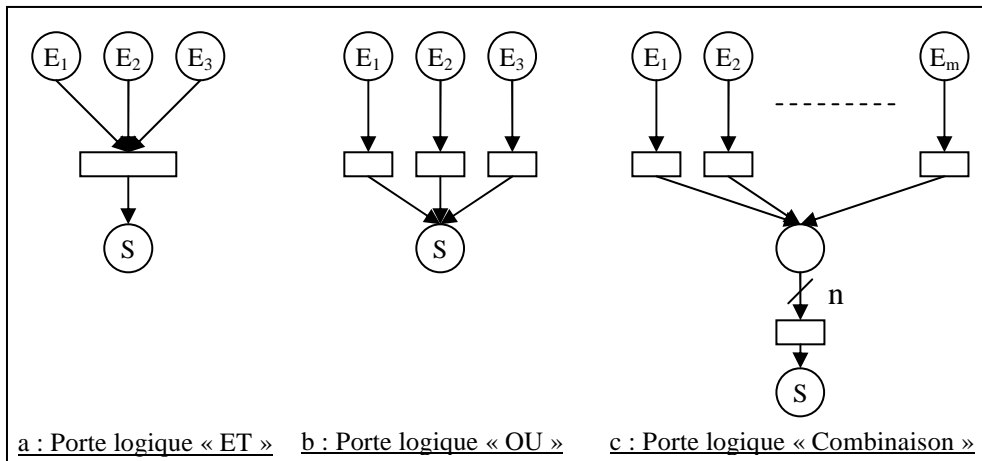 E₁ E₂ E₃ E₁ E₂ E₃ E₁ E₂ Eₘ
S S
n
S
a : Porte logique « ET » b : Porte logique « OU » c : Porte logique « Combinaison »